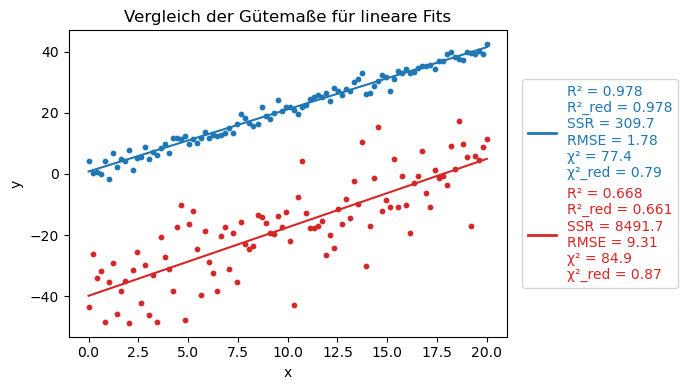 Vergleich der Gütemaße für lineare Fits
40
20
0
−20
−40
y
0.0
2.5
5.0
7.5
10.0
12.5
15.0
17.5
20.0
x
R² = 0.978
R²_red = 0.978
SSR = 309.7
RMSE = 1.78
χ² = 77.4
χ²_red = 0.79
R² = 0.668
R²_red = 0.661
SSR = 8491.7
RMSE = 9.31
χ² = 84.9
χ²_red = 0.87